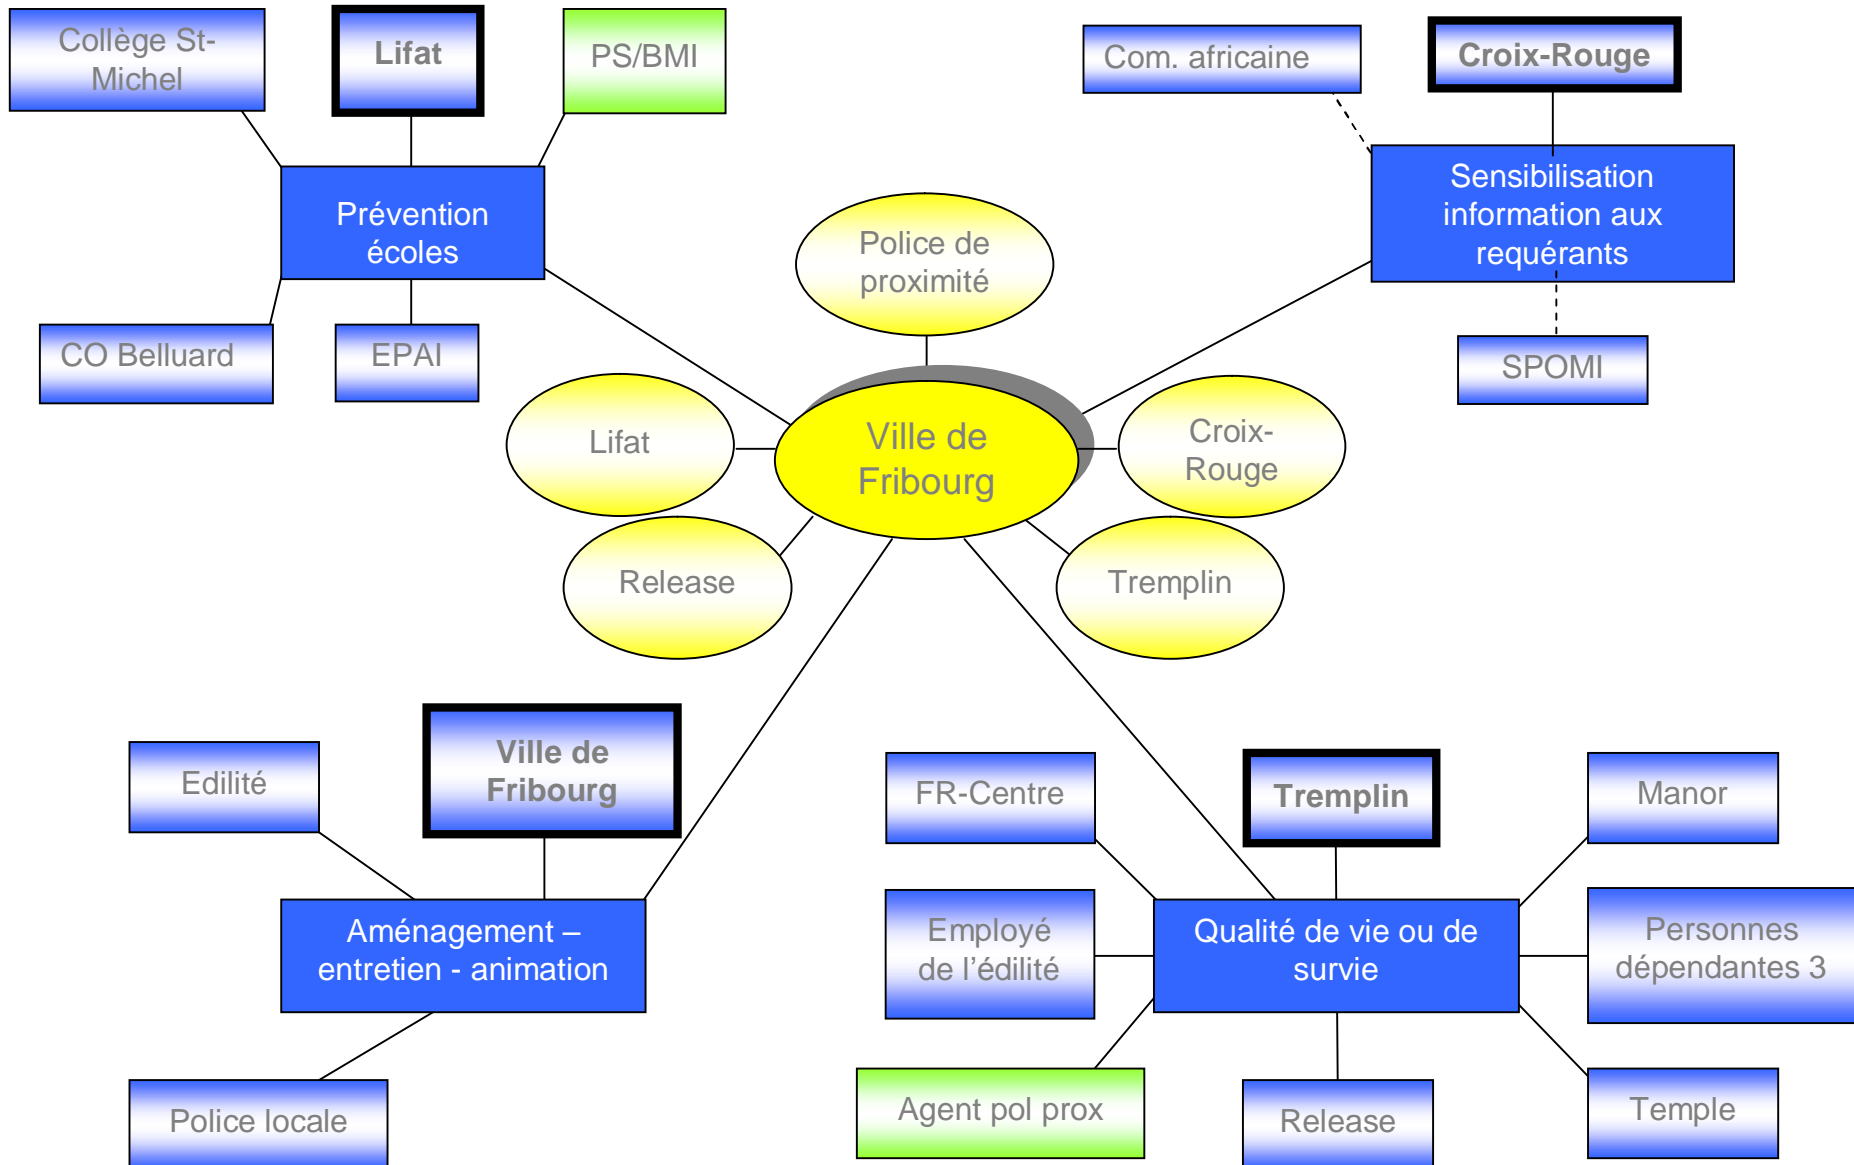 Collège St-
Michel
Lifat
PS/BMI
Com. africaine
Croix-Rouge
Prévention
écoles
Sensibilisation
information aux
requérants
Police de
proximité
CO Belluard
EPAI
SPOMI
Lifat
Ville de
Fribourg
Croix-
Rouge
Release
Tremplin
Edilité
Ville de
Fribourg
FR-Centre
Tremplin
Manor
Aménagement –
entretien - animation
Employé
de l'édilité
Qualité de vie ou de
survie
Personnes
dépendantes 3
Police locale
Agent pol prox
Release
Temple